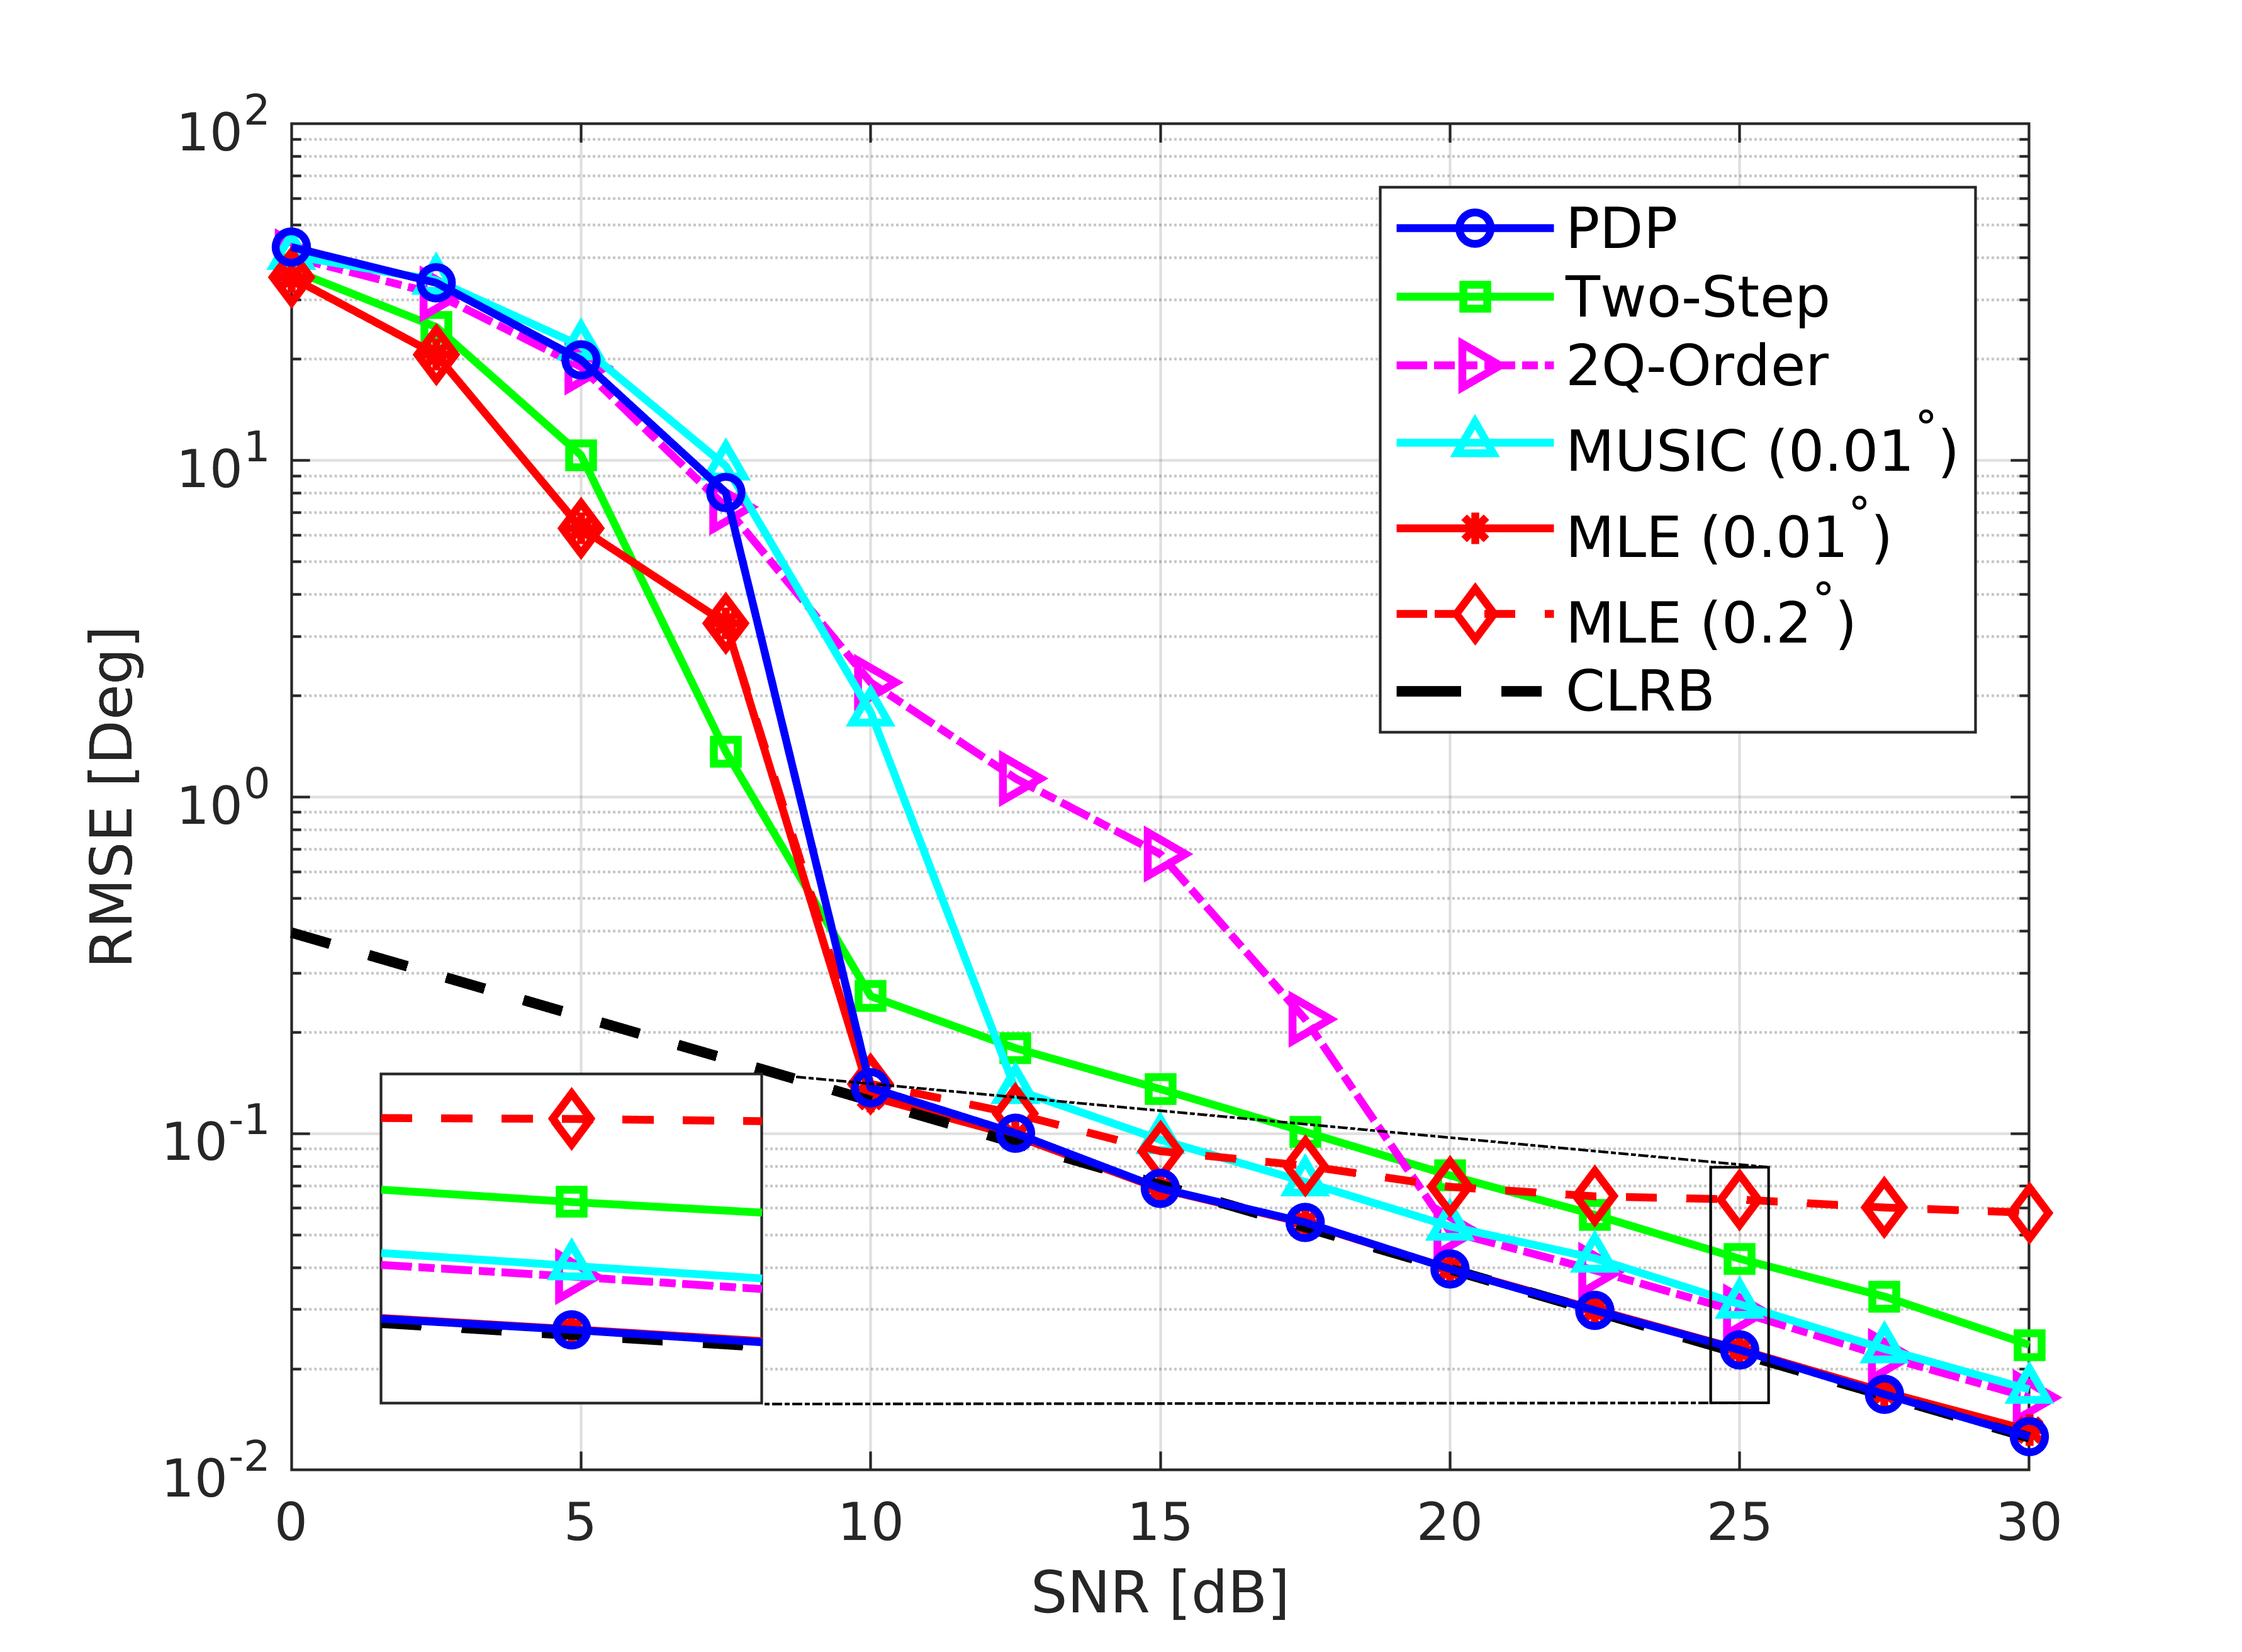 10^2
10^1
10^0
10^-1
10^-2
RMSE [Deg]
PDP
Two-Step
2Q-Order
MUSIC (0.01°)
MLE (0.01°)
MLE (0.2°)
CLRB
0 5 10 15 20 25 30
SNR [dB]